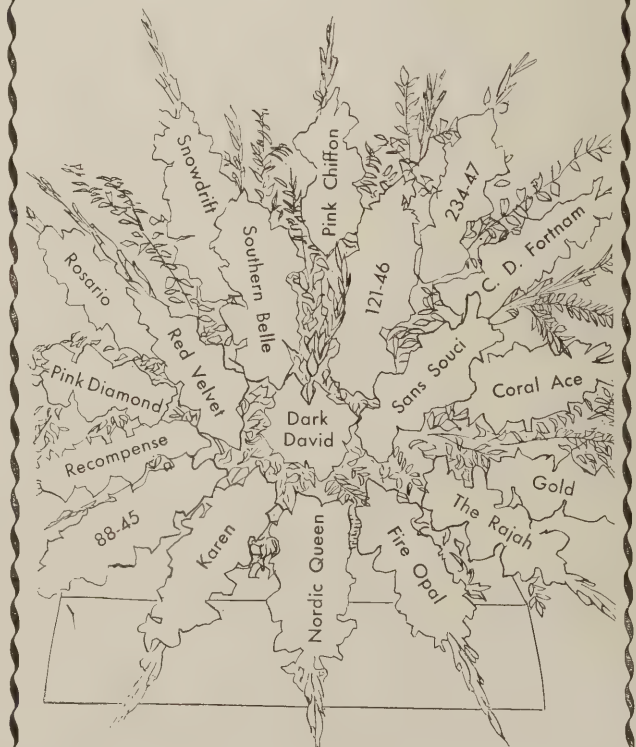 Snowdrift
Pink Chiffon
234-47
Rosario
Southern Belle
121-46
C. D. Fortnam
Red Velvet
Sans Souci
Pink Diamond
Coral Ace
Dark
David
Recompense
Gold
88-45
The Rajah
Karen
Nordic Queen
Fire Opal